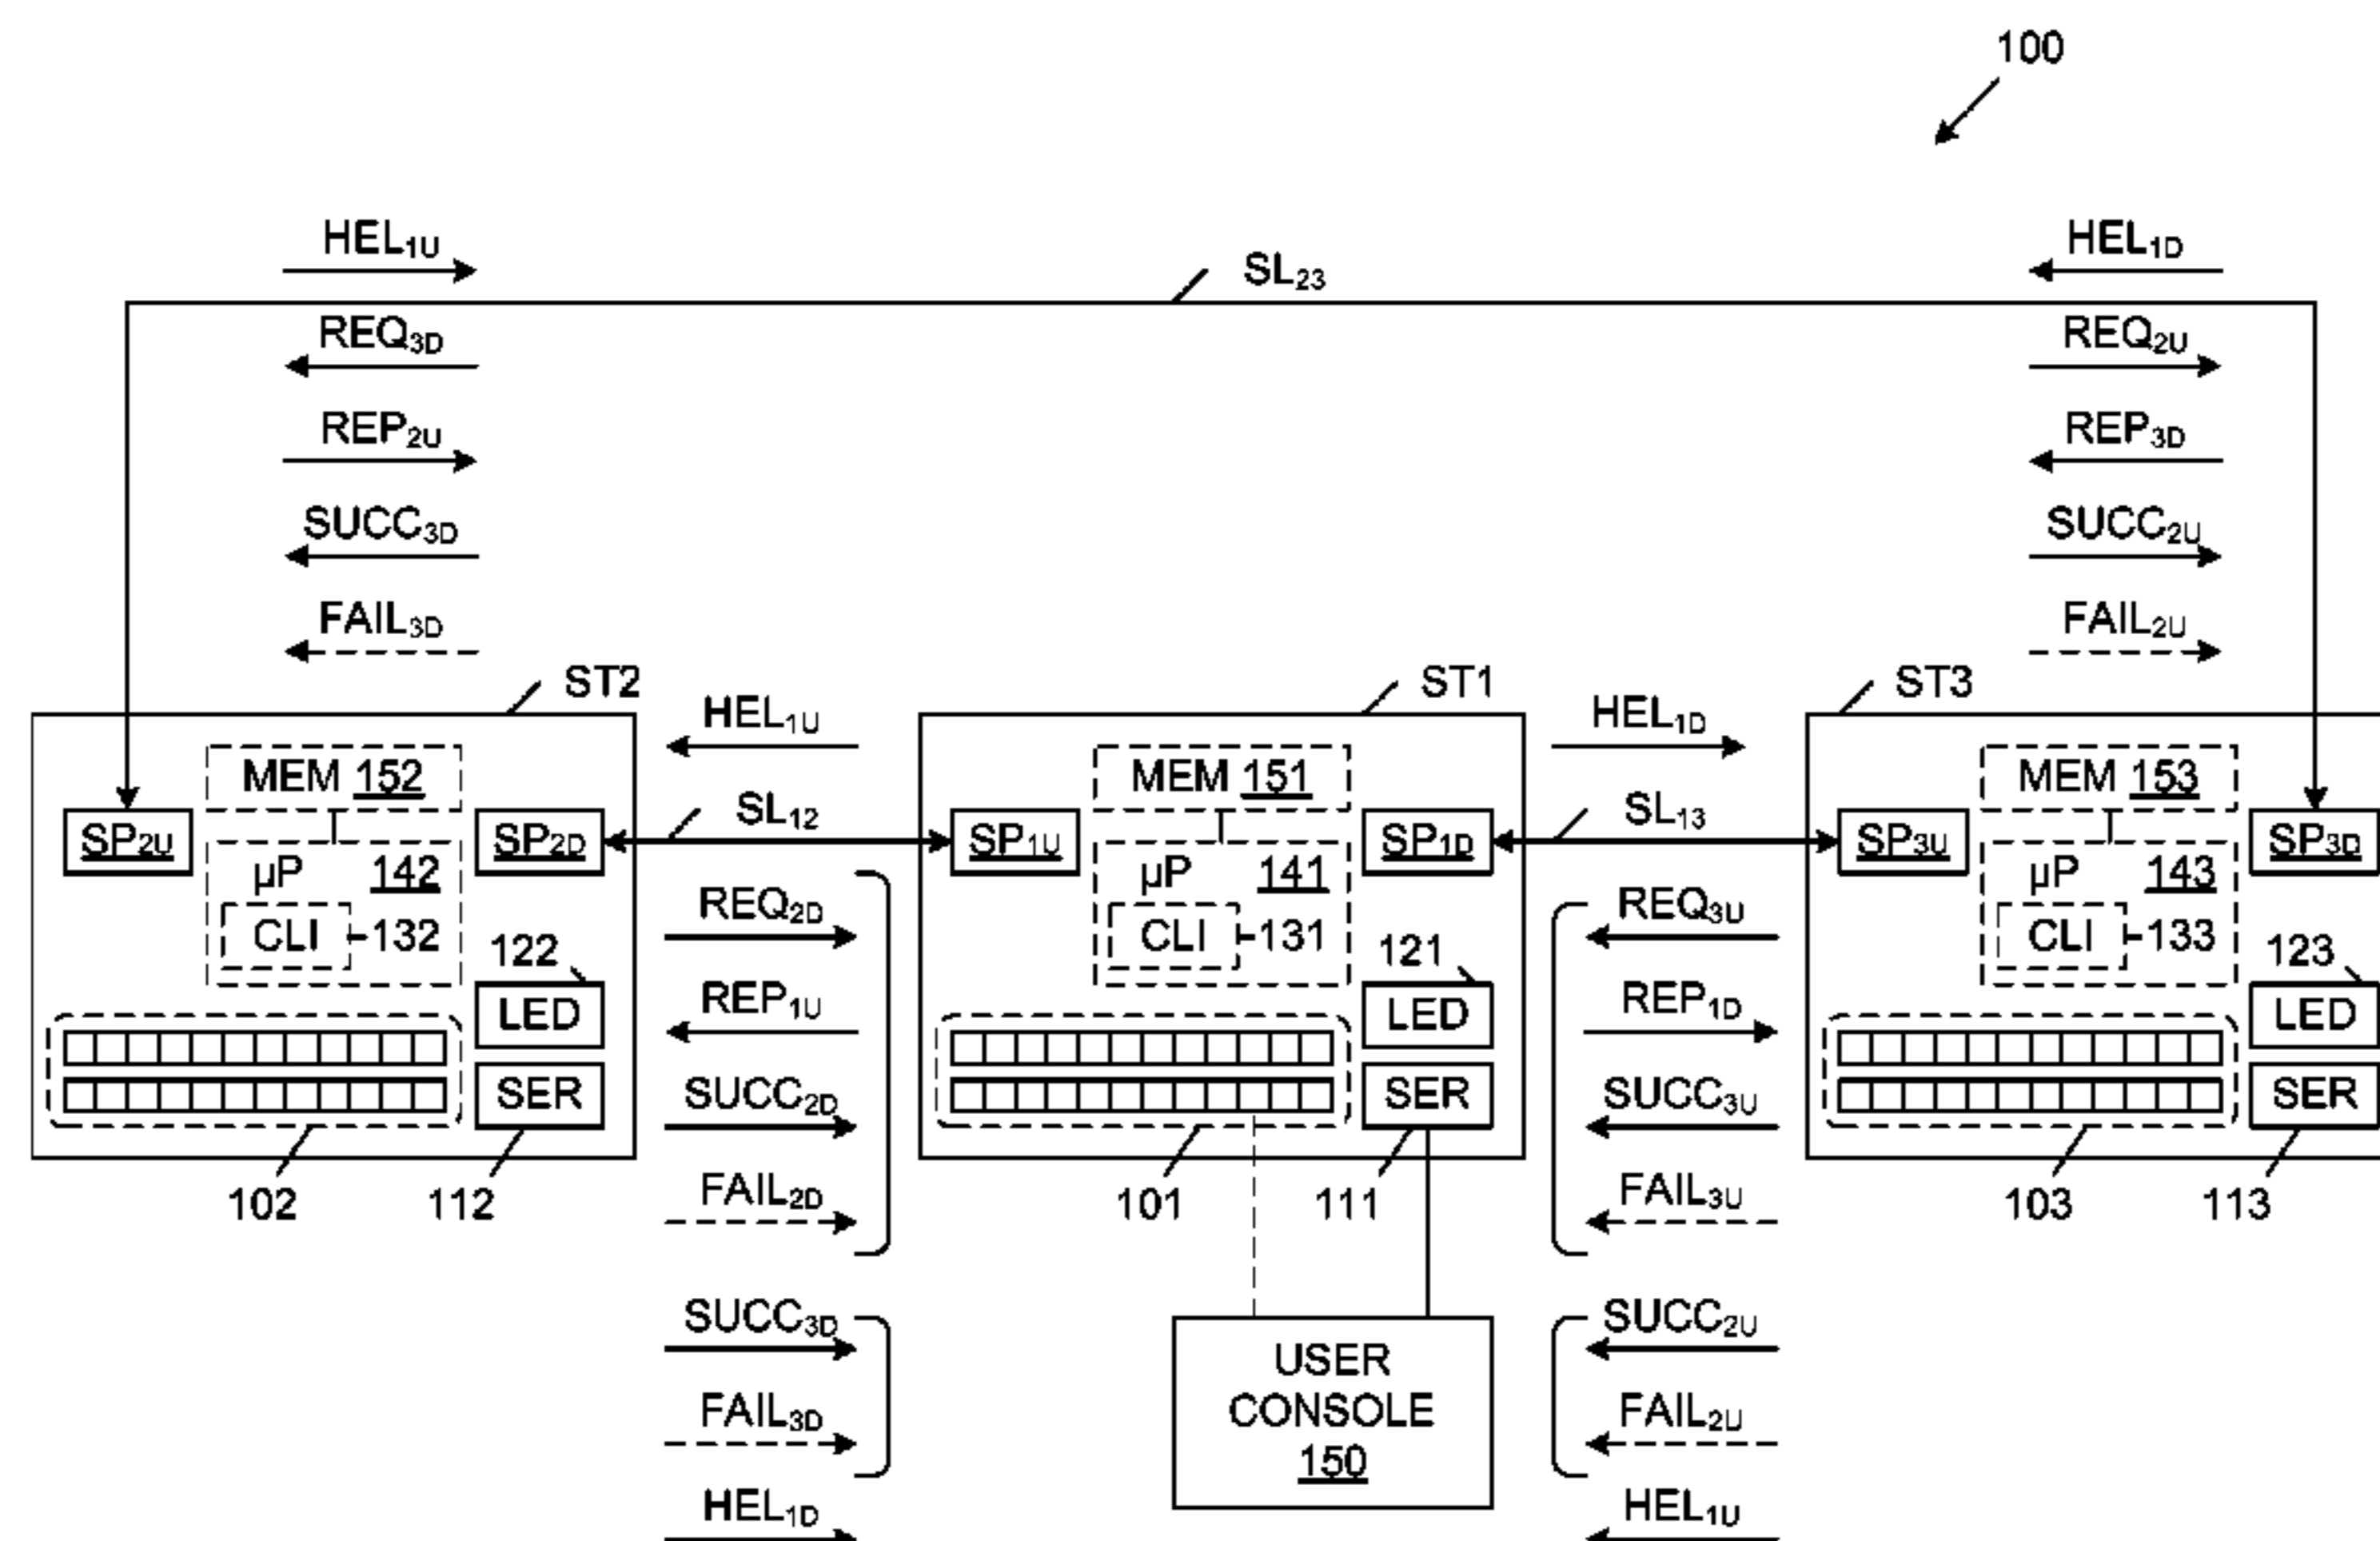 100
HEL1U
HEL1D
SL23
REQ3D
REQ2U
REP2U
REP3D
SUCC3D
SUCC2U
FAIL3D
FAIL2U
ST2
ST1
ST3
HEL1U
HEL1D
MEM 152
MEM 151
MEM 153
SL12
SL13
SP2U
SP2D
SP1U
SP1D
SP3U
SP3D
µP 142
µP 141
µP 143
REQ2D
REQ3U
CLI 132
CLI 131
CLI 133
122
121
123
LED
LED
LED
REP1U
REP1D
SER
SER
SER
SUCC2D
SUCC3U
102
112
FAIL2D
101
111
FAIL3U
103
113
SUCC3D
SUCC2U
USER
CONSOLE
150
FAIL3D
FAIL2U
HEL1D
HEL1U